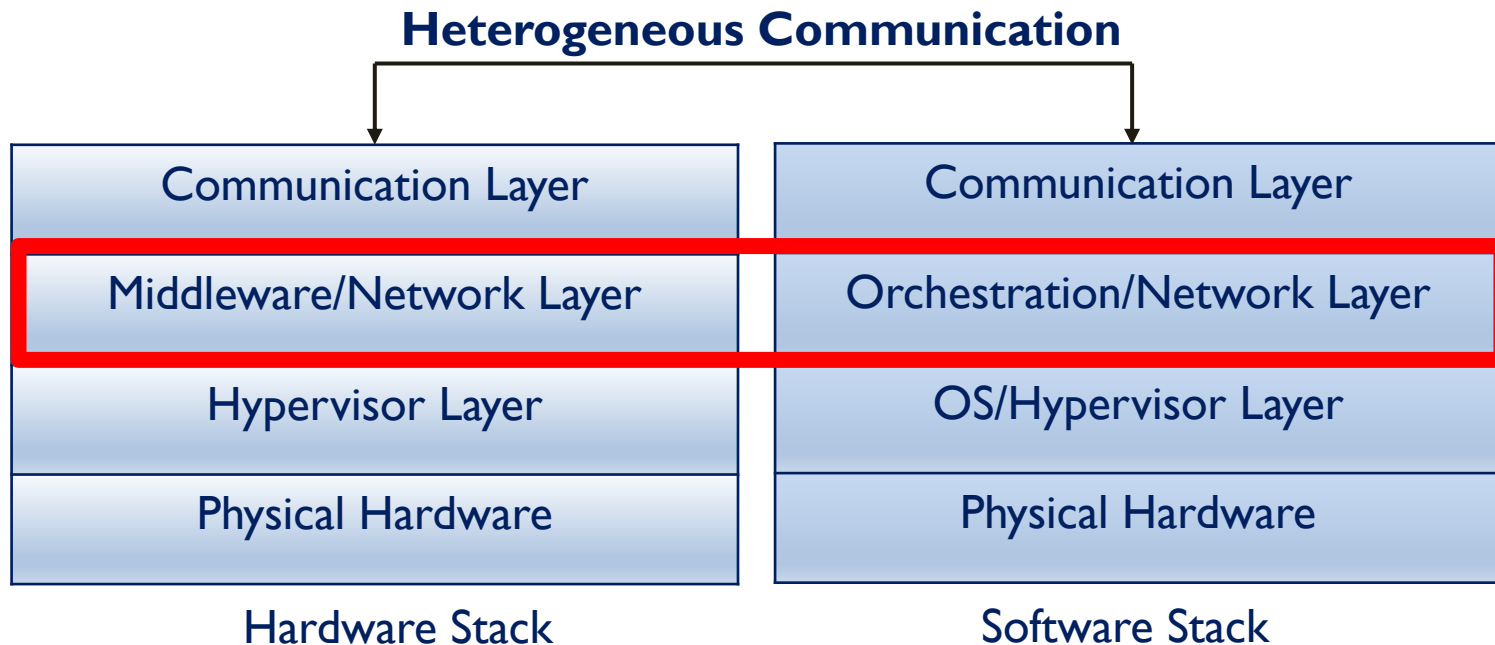 Heterogeneous Communication
Communication Layer
Communication Layer
Middleware/Network Layer
Orchestration/Network Layer
Hypervisor Layer
OS/Hypervisor Layer
Physical Hardware
Physical Hardware
Hardware Stack
Software Stack